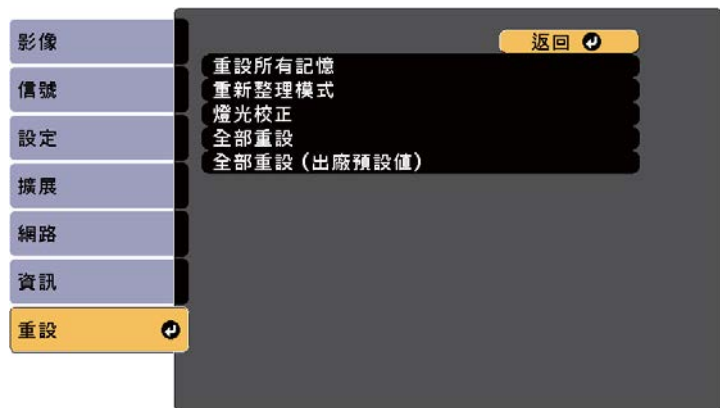 影像
信號
設定
擴展
網路
資訊
重設
返回
重設所有記憶
重新整理模式
燈光校正
全部重設
全部重設（出廠預設值）